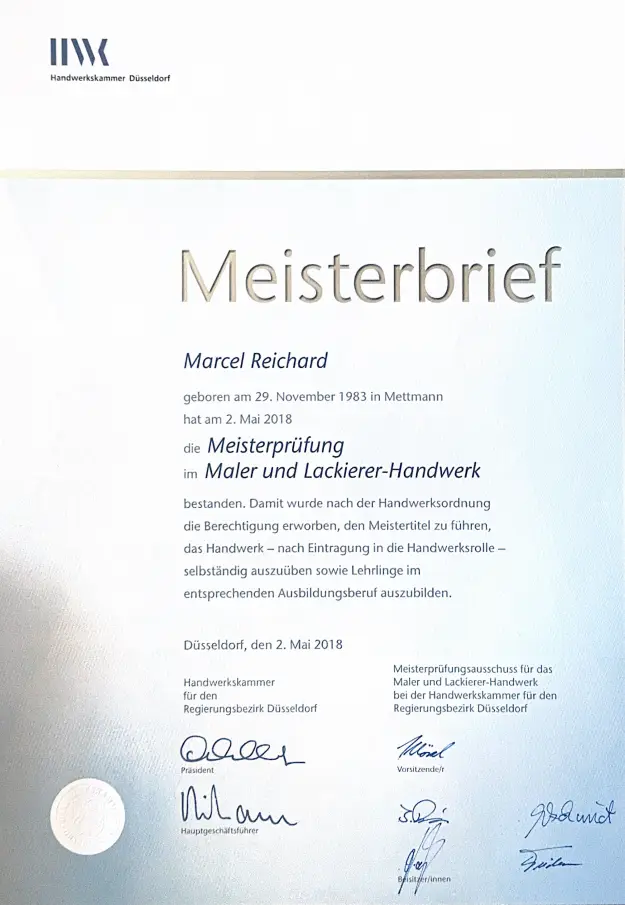 HWK
Handwerkskammer Düsseldorf
Meisterbrief
Marcel Reichard
geboren am 29. November 1983 in Mettmann
hat am 2. Mai 2018
die Meisterprüfung
im Maler und Lackierer-Handwerk
bestanden. Damit wurde nach der Handwerksordnung
die Berechtigung erworben, den Meistertitel zu führen,
das Handwerk – nach Eintragung in die Handwerksrolle –
selbständig auszuüben sowie Lehrlinge im
entsprechenden Ausbildungsberuf auszubilden.
Düsseldorf, den 2. Mai 2018
Handwerkskammer
für den
Regierungsbezirk Düsseldorf
Präsident
Hauptgeschäftsführer
Meisterprüfungsausschuss für das
Maler und Lackierer-Handwerk
bei der Handwerkskammer für den
Regierungsbezirk Düsseldorf
Vorsitzende/r
Beisitzer/innen